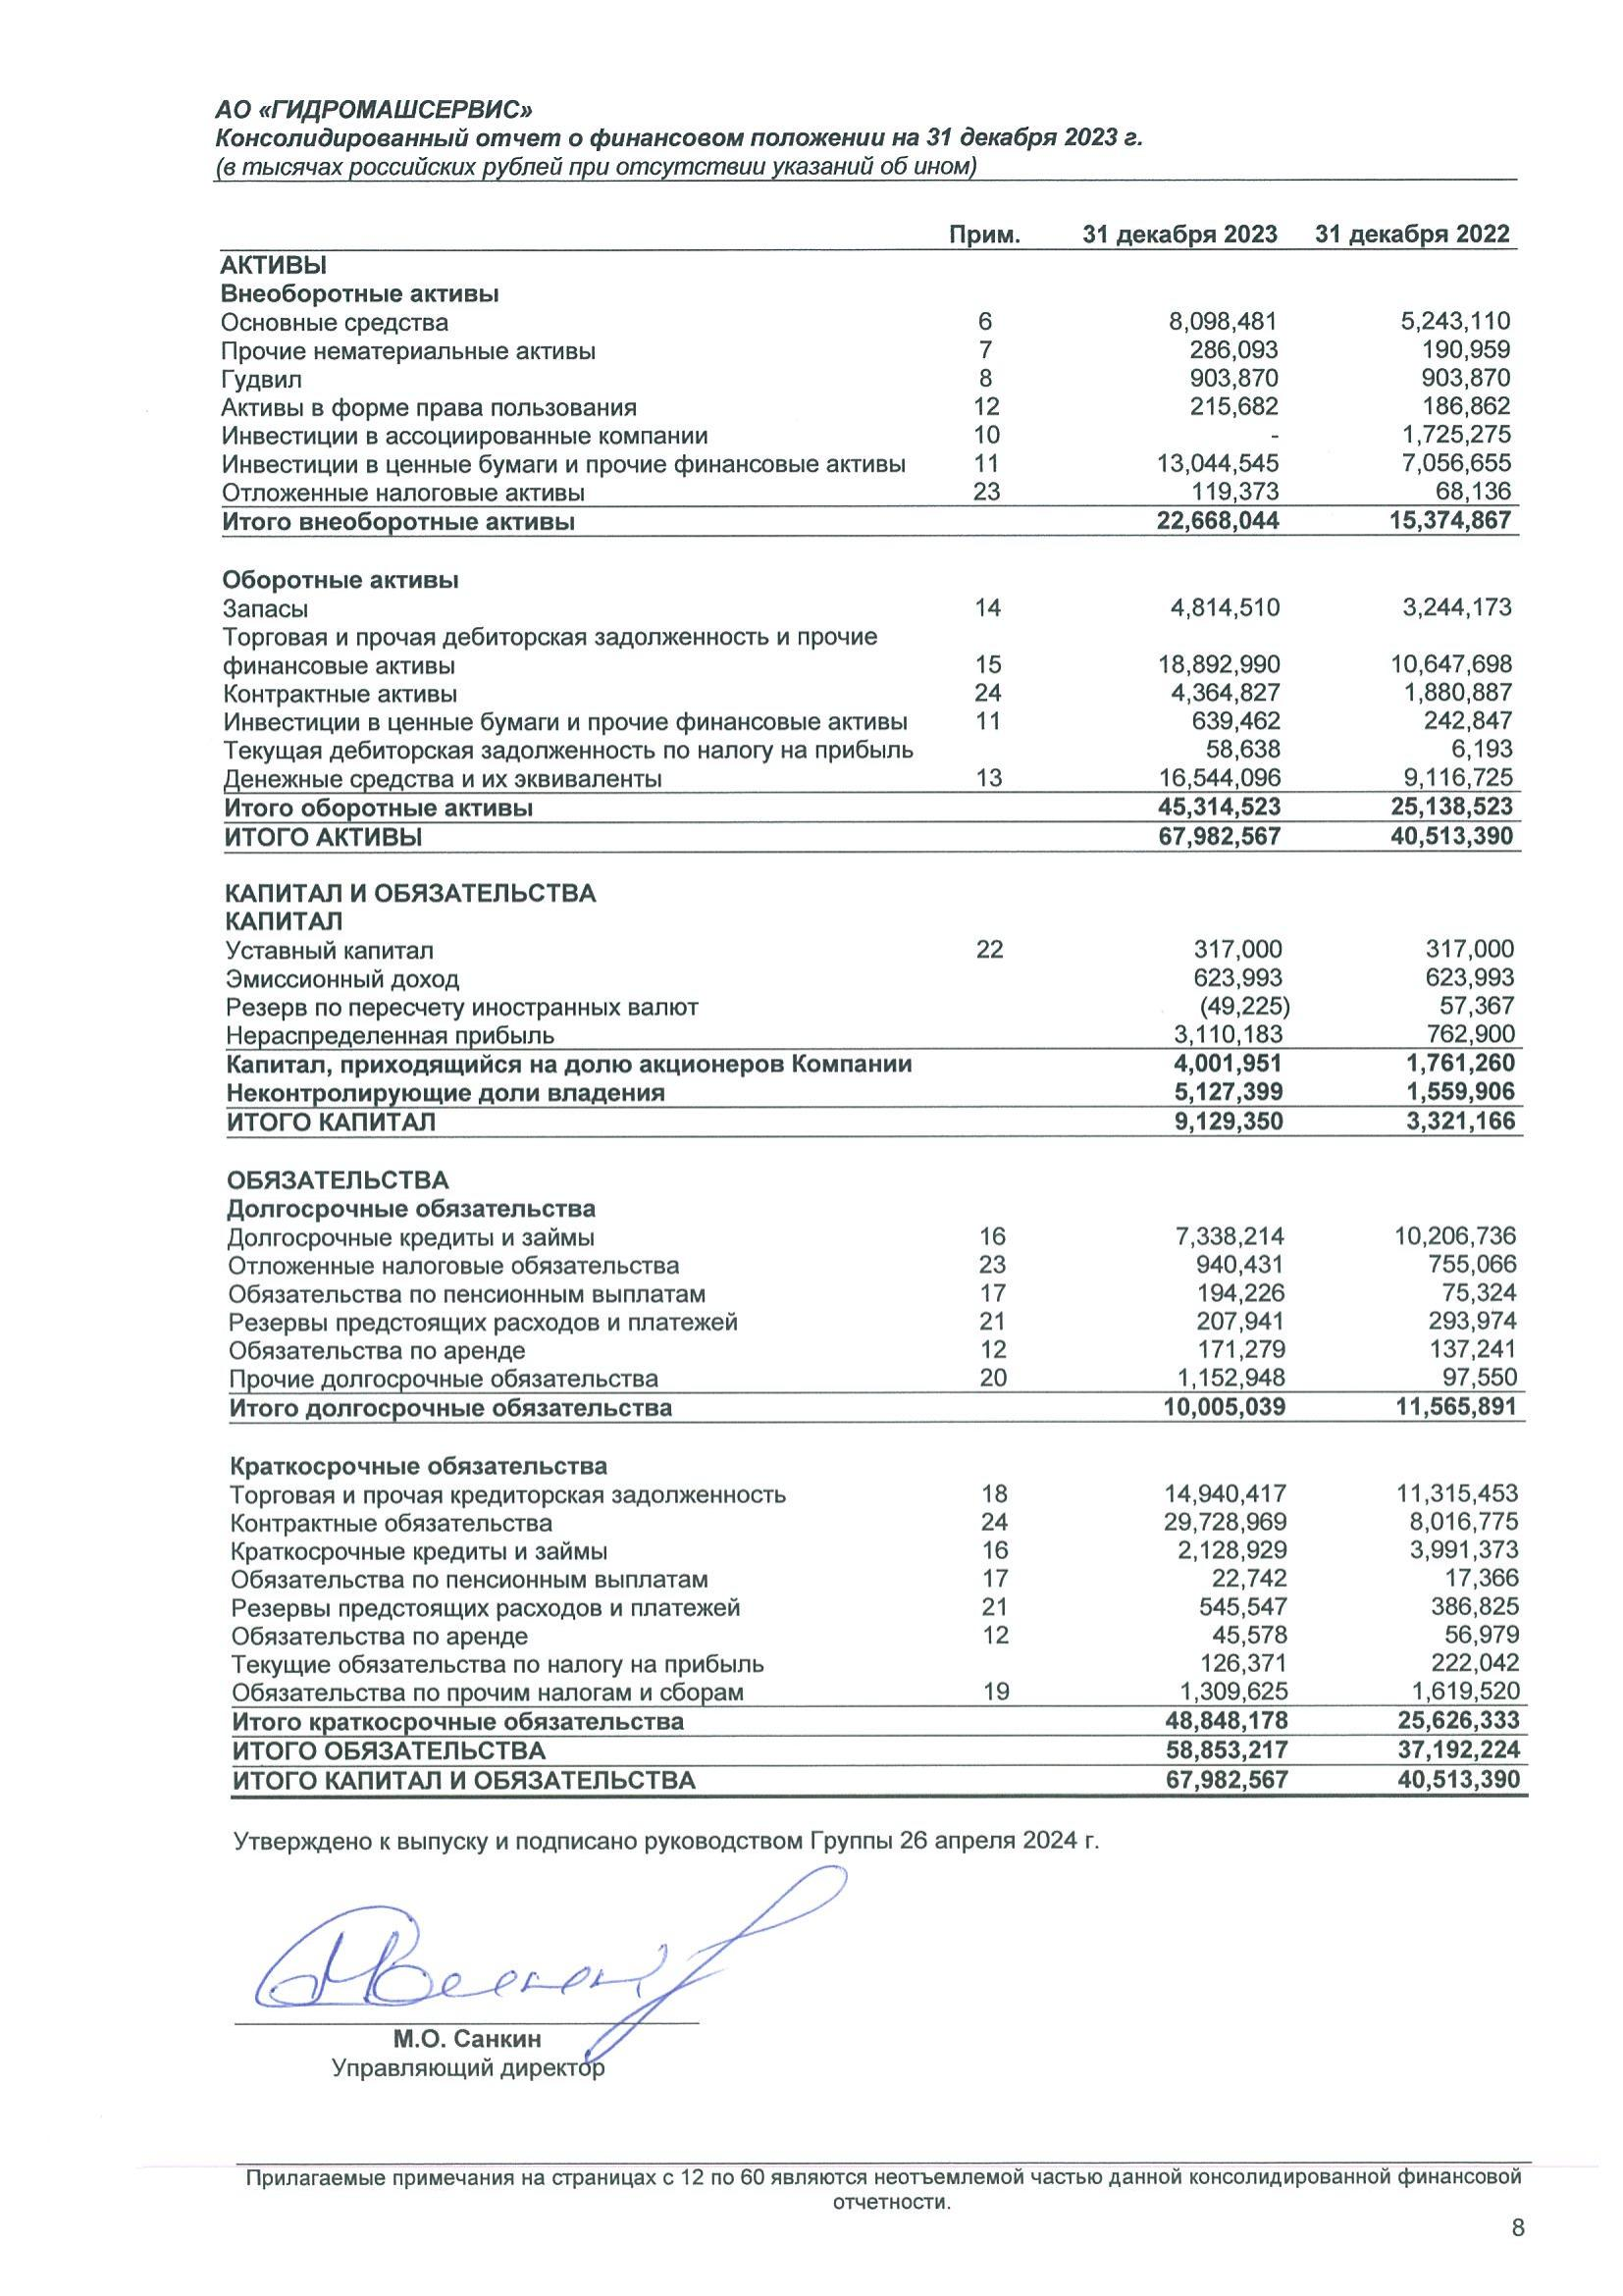 АО «ГИДРОМАШСЕРВИС»
Консолидированный отчет о финансовом положении на 31 декабря 2023 г.
(в тысячах российских рублей при отсутствии указаний об ином)
Прим. 31 декабря 2023 31 декабря 2022
АКТИВЫ
Внеоборотные активы
Основные средства 6 8,098,481 5,243,110
Прочие нематериальные активы 7 286,093 190,959
Гудвил 8 903,870 903,870
Активы в форме права пользования 12 215,682 186,862
Инвестиции в ассоциированные компании 10 - 1,725,275
Инвестиции в ценные бумаги и прочие финансовые активы 11 13,044,545 7,056,655
Отложенные налоговые активы 23 119,373 68,136
Итого внеоборотные активы 22,668,044 15,374,867
Оборотные активы
Запасы 14 4,814,510 3,244,173
Торговая и прочая дебиторская задолженность и прочие
финансовые активы 15 18,892,990 10,647,698
Контрактные активы 24 4,364,827 1,880,887
Инвестиции в ценные бумаги и прочие финансовые активы 11 639,462 242,847
Текущая дебиторская задолженность по налогу на прибыль 58,638 6,193
Денежные средства и их эквиваленты 13 16,544,096 9,116,725
Итого оборотные активы 45,314,523 25,138,523
ИТОГО АКТИВЫ 67,982,567 40,513,390
КАПИТАЛ И ОБЯЗАТЕЛЬСТВА
КАПИТАЛ
Уставный капитал 22 317,000 317,000
Эмиссионный доход 623,993 623,993
Резерв по пересчету иностранных валют (49,225) 57,367
Нераспределенная прибыль 3,110,183 762,900
Капитал, приходящийся на долю акционеров Компании 4,001,951 1,761,260
Неконтролирующие доли владения 5,127,399 1,559,906
ИТОГО КАПИТАЛ 9,129,350 3,321,166
ОБЯЗАТЕЛЬСТВА
Долгосрочные обязательства
Долгосрочные кредиты и займы 16 7,338,214 10,206,736
Отложенные налоговые обязательства 23 940,431 755,066
Обязательства по пенсионным выплатам 17 194,226 75,324
Резервы предстоящих расходов и платежей 21 207,941 293,974
Обязательства по аренде 12 171,279 137,241
Прочие долгосрочные обязательства 20 1,152,948 97,550
Итого долгосрочные обязательства 10,005,039 11,565,891
Краткосрочные обязательства
Торговая и прочая кредиторская задолженность 18 14,940,417 11,315,453
Контрактные обязательства 24 29,728,969 8,016,775
Краткосрочные кредиты и займы 16 2,128,929 3,991,373
Обязательства по пенсионным выплатам 17 22,742 17,366
Резервы предстоящих расходов и платежей 21 545,547 386,825
Обязательства по аренде 12 45,578 56,979
Текущие обязательства по налогу на прибыль 126,371 222,042
Обязательства по прочим налогам и сборам 19 1,309,625 1,619,520
Итого краткосрочные обязательства 48,848,178 25,626,333
ИТОГО ОБЯЗАТЕЛЬСТВА 58,853,217 37,192,224
ИТОГО КАПИТАЛ И ОБЯЗАТЕЛЬСТВА 67,982,567 40,513,390
Утверждено к выпуску и подписано руководством Группы 26 апреля 2024 г.
М.О. Санкин
Управляющий директор
Прилагаемые примечания на страницах с 12 по 60 являются неотъемлемой частью данной консолидированной финансовой
отчетности.
8